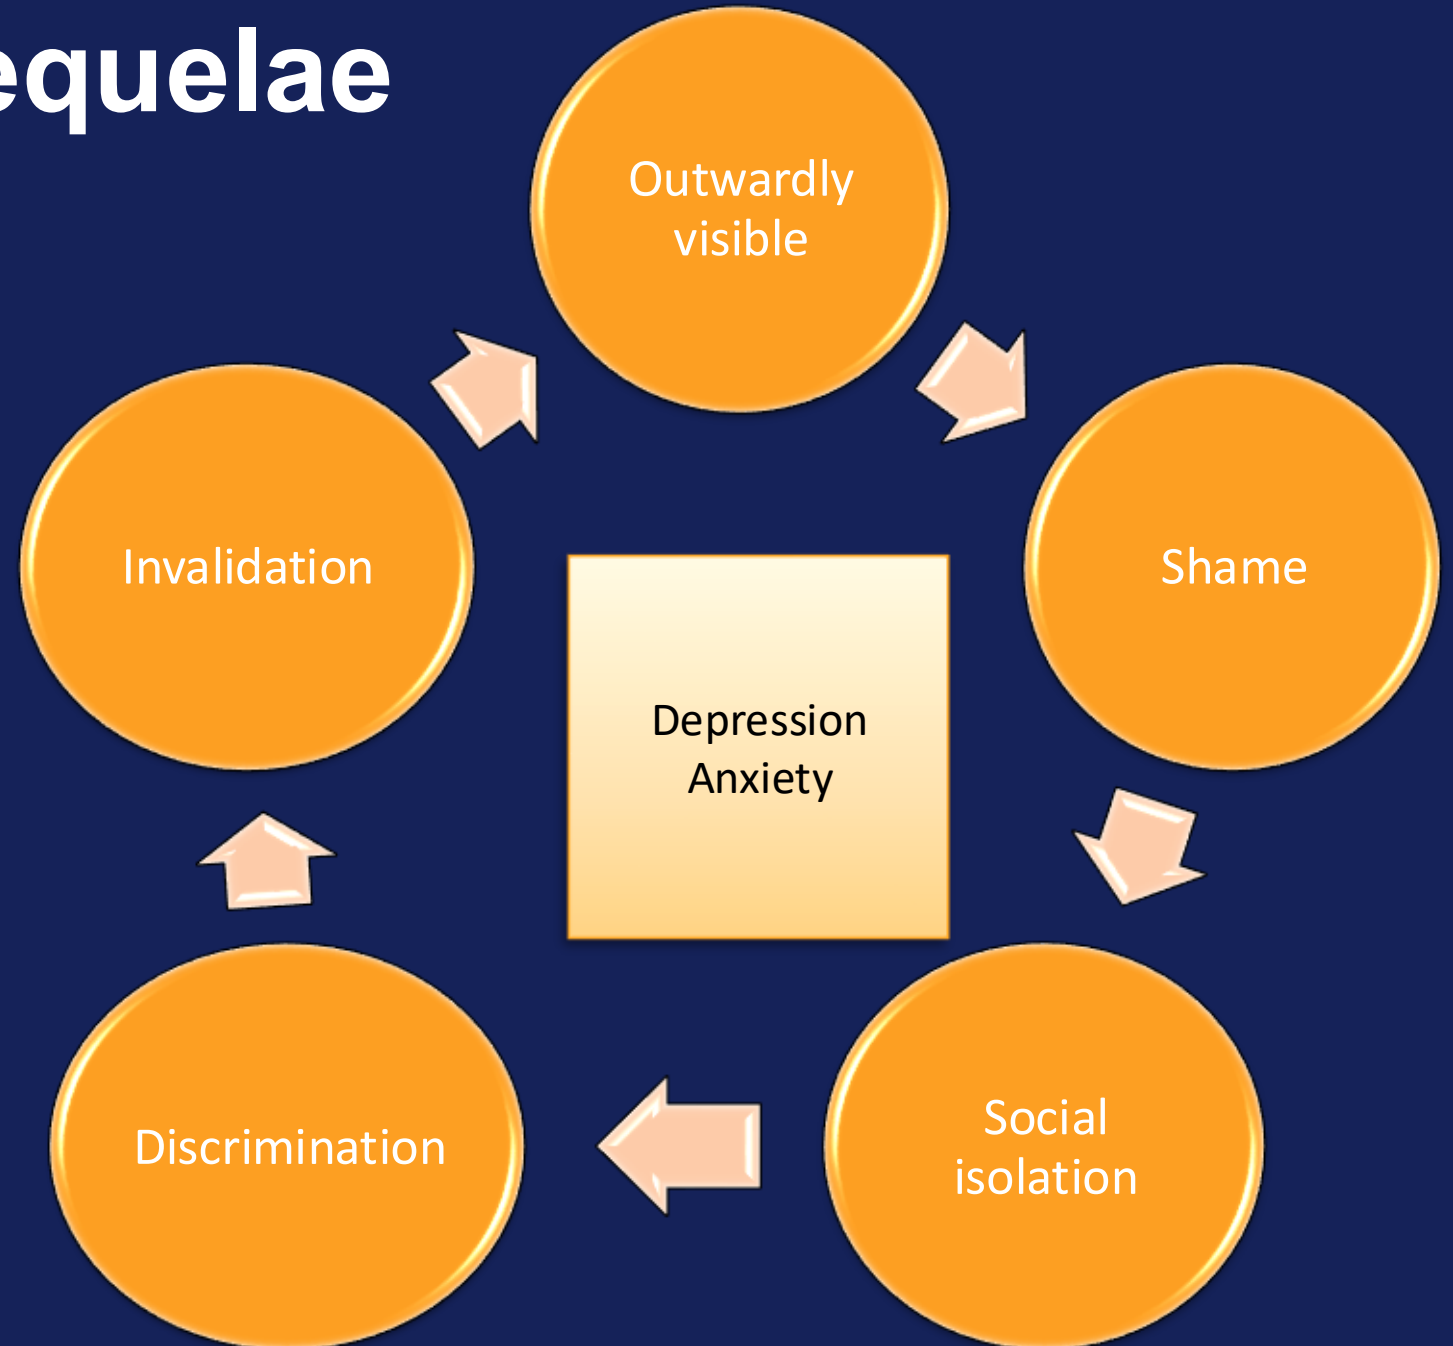 equelae
Outwardly
visible
Shame
Social
isolation
Discrimination
Invalidation
Depression
Anxiety